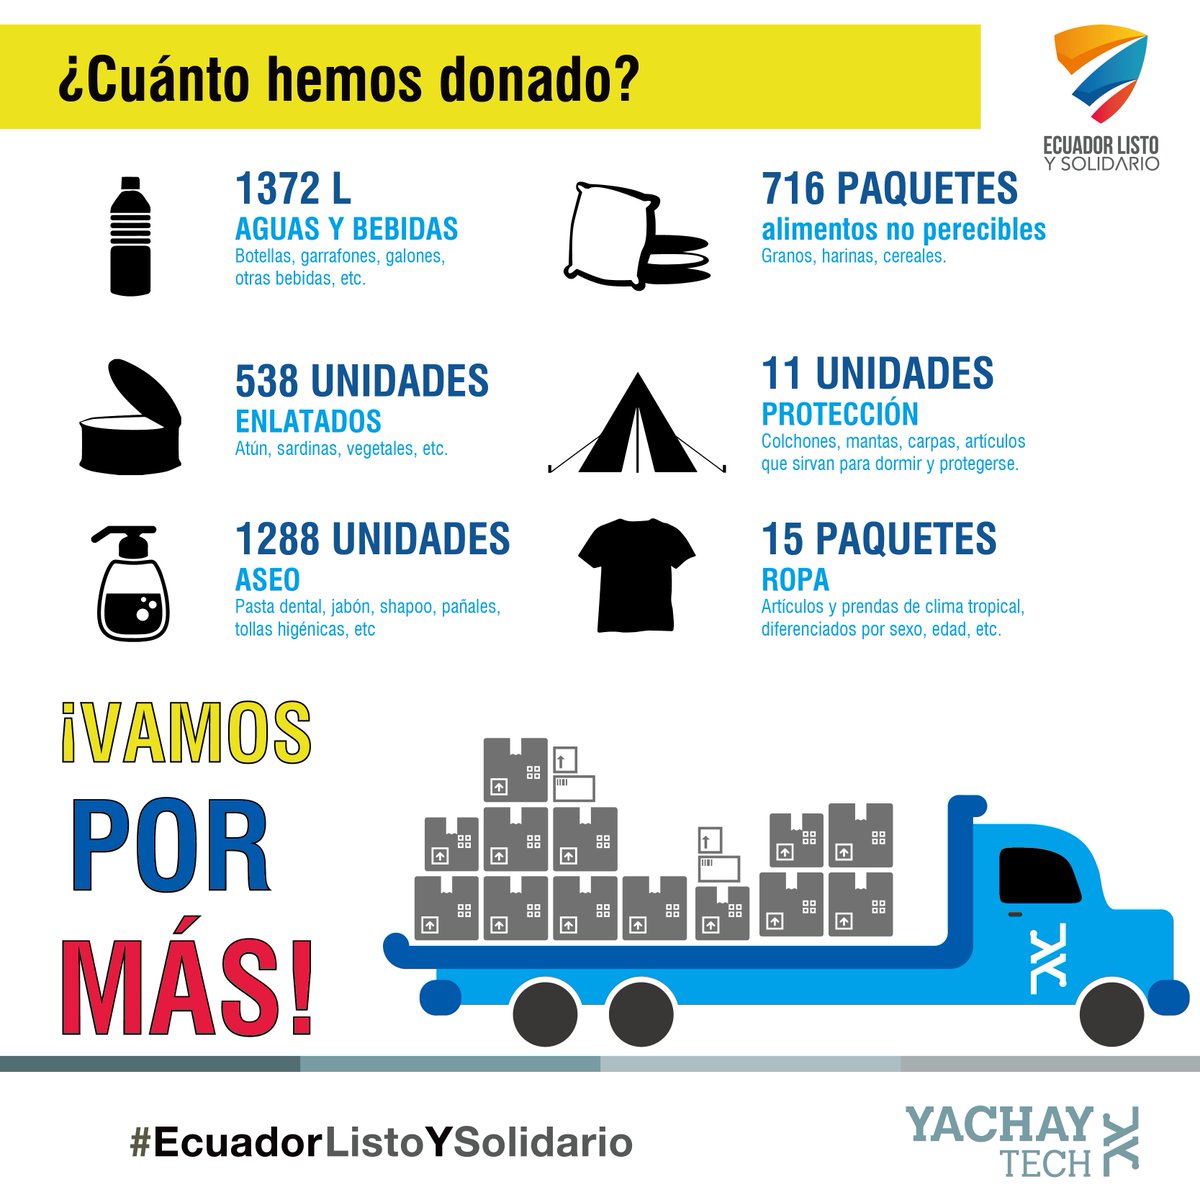 ¿Cuánto hemos donado?
ECUADOR LISTO
Y SOLIDARIO
1372 L
AGUAS Y BEBIDAS
Botellas, garrafones, galones,
otras bebidas, etc.
716 PAQUETES
alimentos no perecibles
Granos, harinas, cereales.
538 UNIDADES
ENLATADOS
Atún, sardinas, vegetales, etc.
11 UNIDADES
PROTECCIÓN
Colchones, mantas, carpas, artículos
que sirvan para dormir y protegerse.
1288 UNIDADES
ASEO
Pasta dental, jabón, shapoo, pañales,
tollas higénicas, etc
15 PAQUETES
ROPA
Artículos y prendas de clima tropical,
diferenciados por sexo, edad, etc.
¡VAMOS
POR
MÁS!
#EcuadorListoYSolidario
YACHAY
TECH